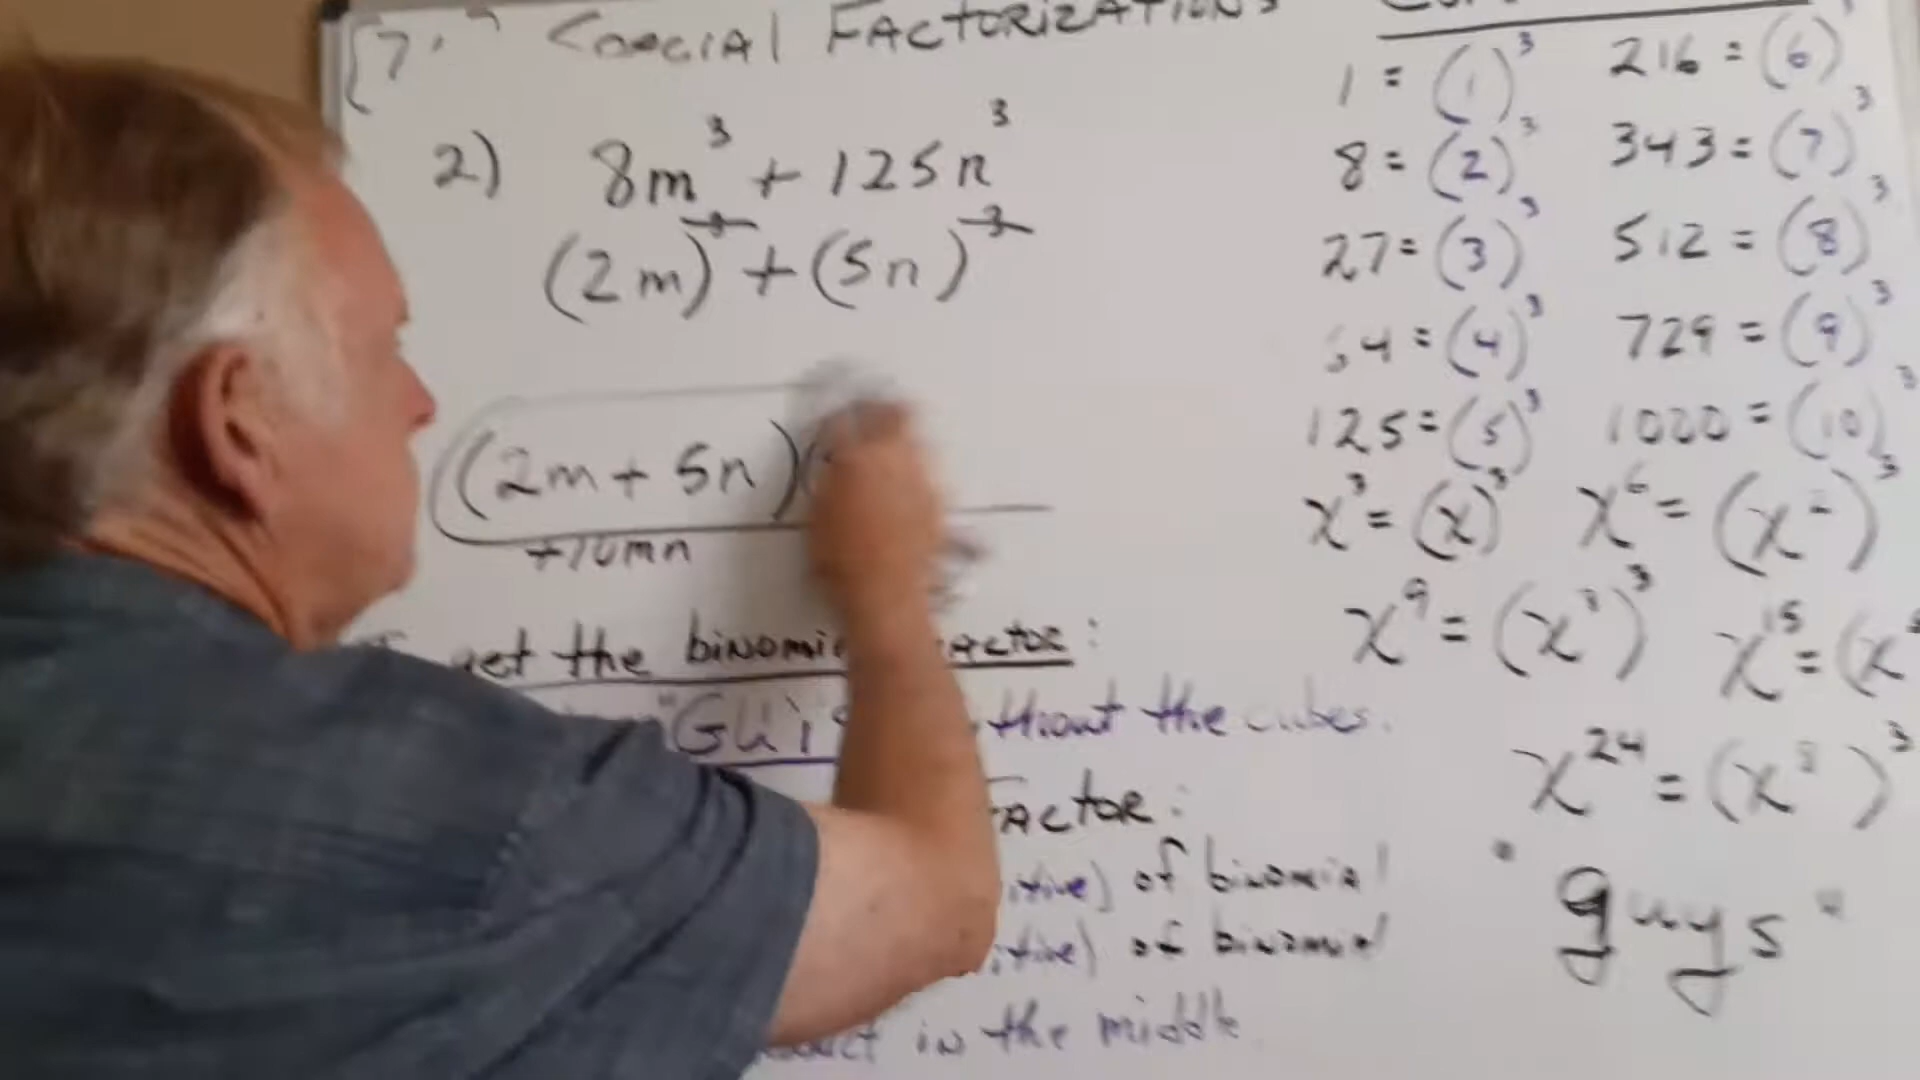 FACTORIZATIONS
2) 8m³ + 125n³
(2m)³ + (5n)³
(2m + 5n)(
+10mn
get the binomial factor:
"Guys" without the cubes.
Factor:
of binomial
of binomial
in the middle
1 = (1)³
8 = (2)³
27 = (3)³
64 = (4)³
125 = (5)³
x³ = (x)³
216 = (6)³
343 = (7)³
512 = (8)³
729 = (9)³
1000 = (10)³
x⁶ = (x²)³
x⁹ = (x³)³
x¹⁵ = (x
x²⁴ = (x⁸)³
"guys"